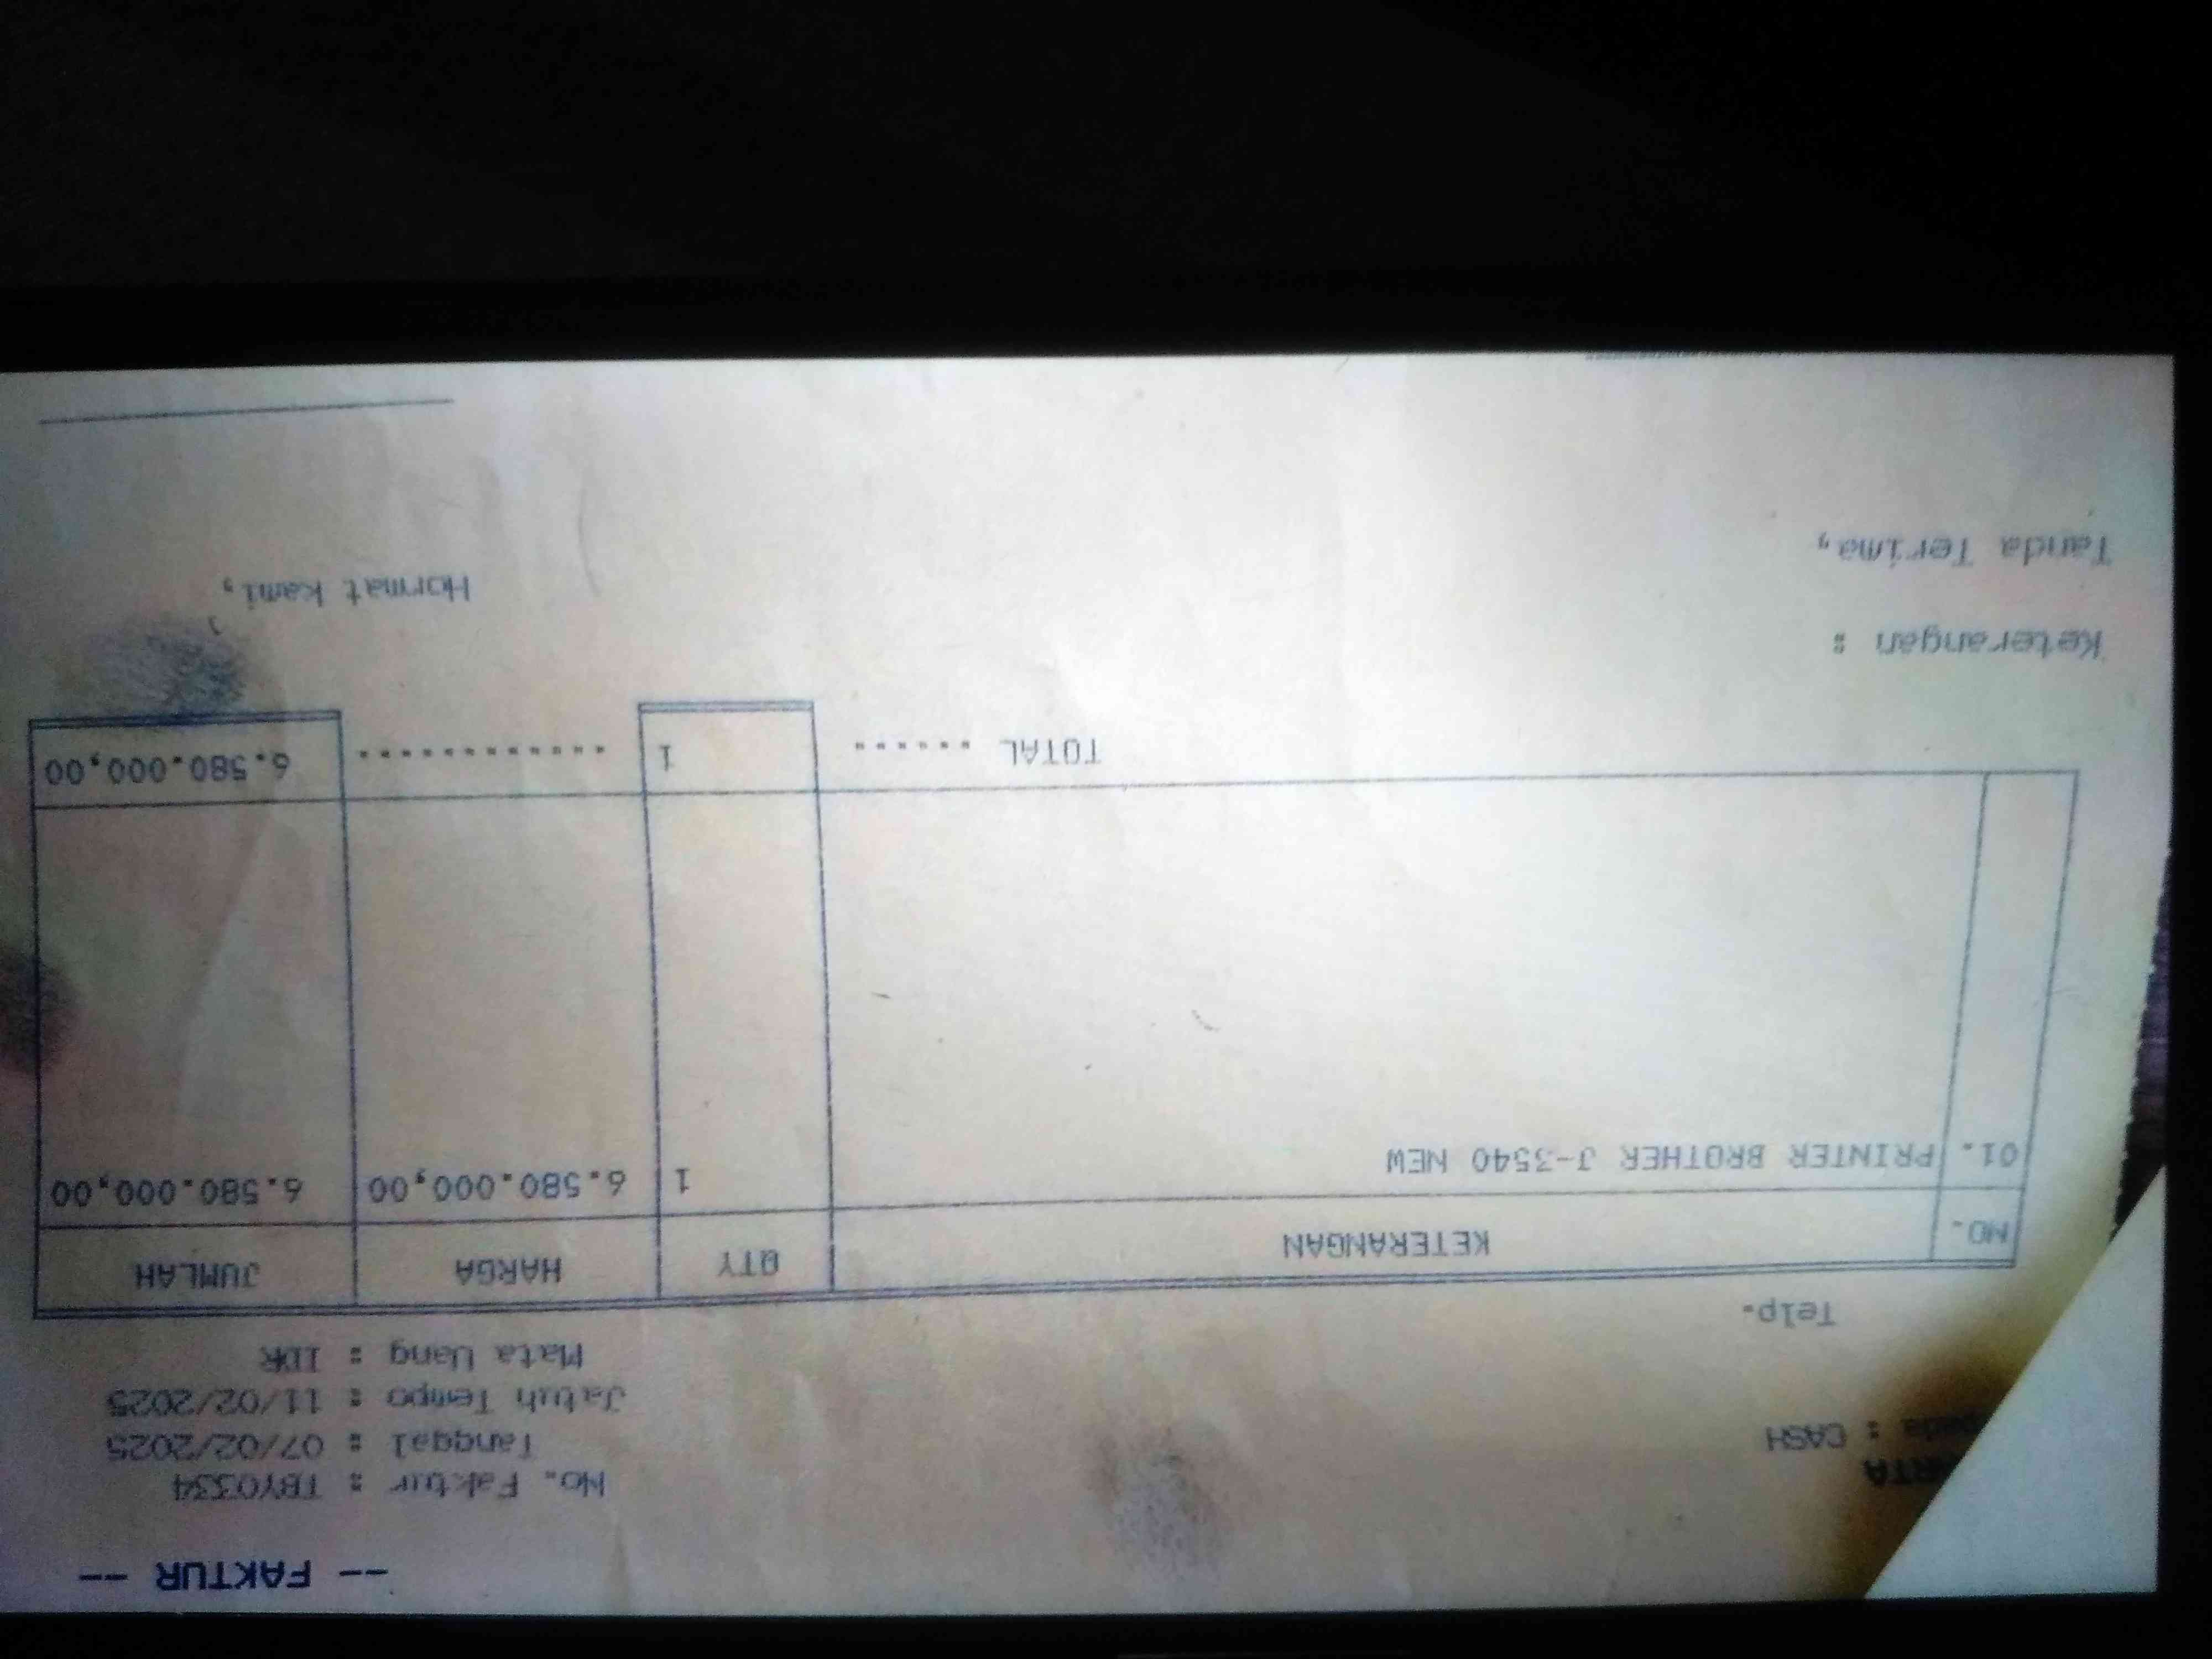 -- FAKTUR --
No. Faktur : TBY0334
Tanggal : 07/02/2025
Jatuh Tempo : 11/02/2025
Mata Uang : IDR
: CASH
Telp.
NO. KETERANGAN QTY HARGA JUMLAH
01. PRINTER BROTHER J-3540 NEW 1 6.580.000,00 6.580.000,00
TOTAL ...... 1 ............. 6.580.000,00
Keterangan :
Tanda Terima, Hormat Kami,